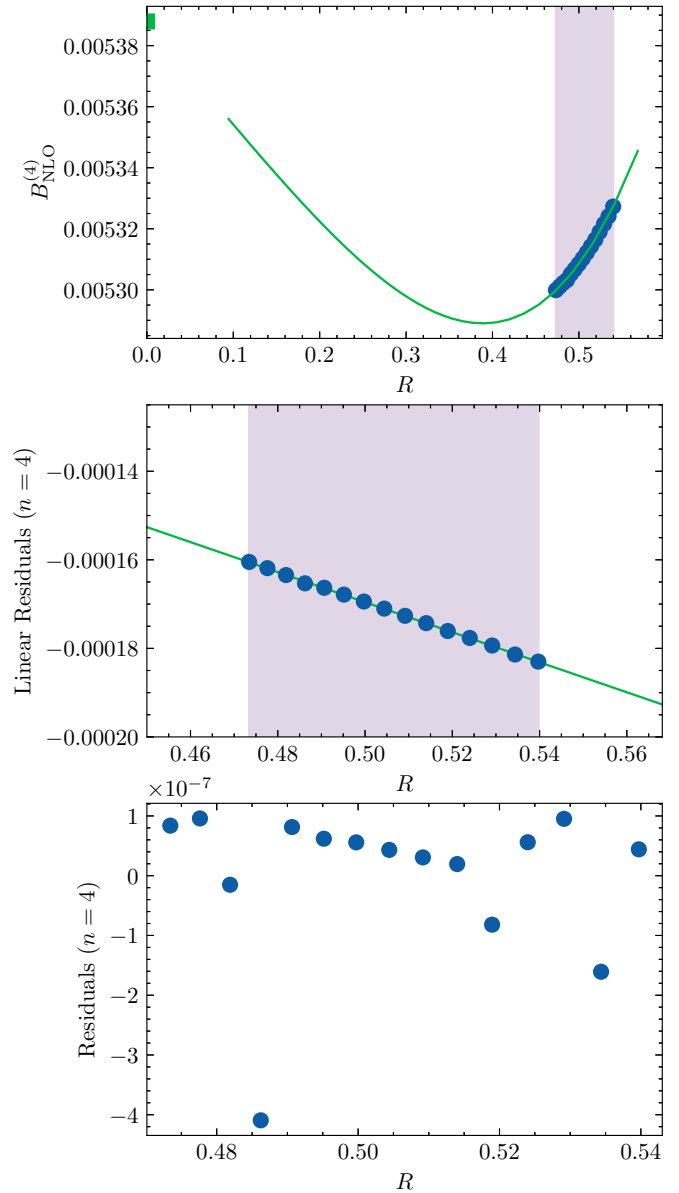 0.00538
0.00536
0.00534
0.00532
0.00530
B_NLO^(4)
0.0 0.1 0.2 0.3 0.4 0.5
R
−0.00014
−0.00016
−0.00018
−0.00020
Linear Residuals (n = 4)
0.46 0.48 0.50 0.52 0.54 0.56
R
×10⁻⁷
1
0
−1
−2
−3
−4
Residuals (n = 4)
0.48 0.50 0.52 0.54
R